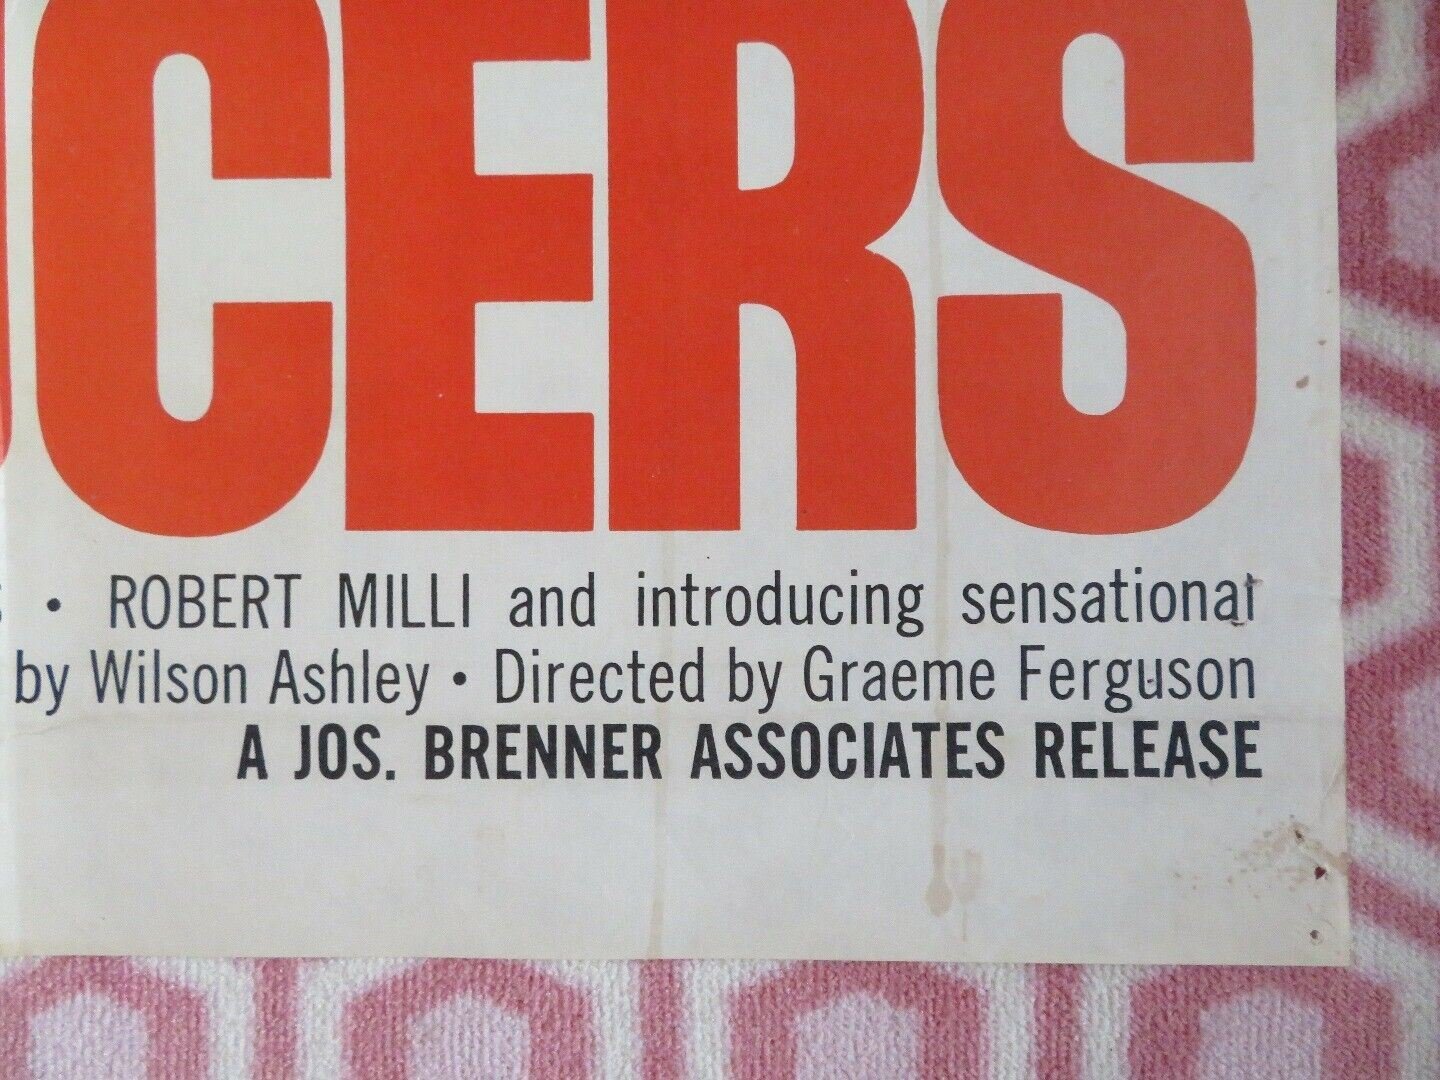 CERS
• ROBERT MILLI and introducing sensational
by Wilson Ashley • Directed by Graeme Ferguson
A JOS. BRENNER ASSOCIATES RELEASE